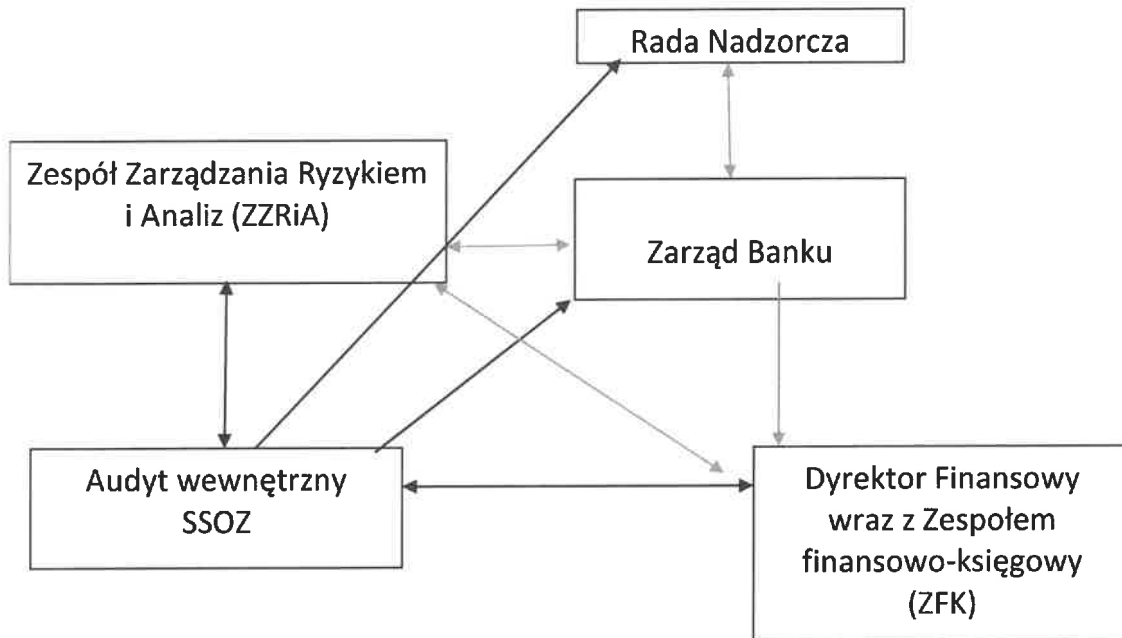 Rada Nadzorcza
Zespół Zarządzania Ryzykiem
i Analiz (ZZRiA)
Zarząd Banku
Audyt wewnętrzny
SSOZ
Dyrektor Finansowy
wraz z Zespołem
finansowo-księgowy
(ZFK)